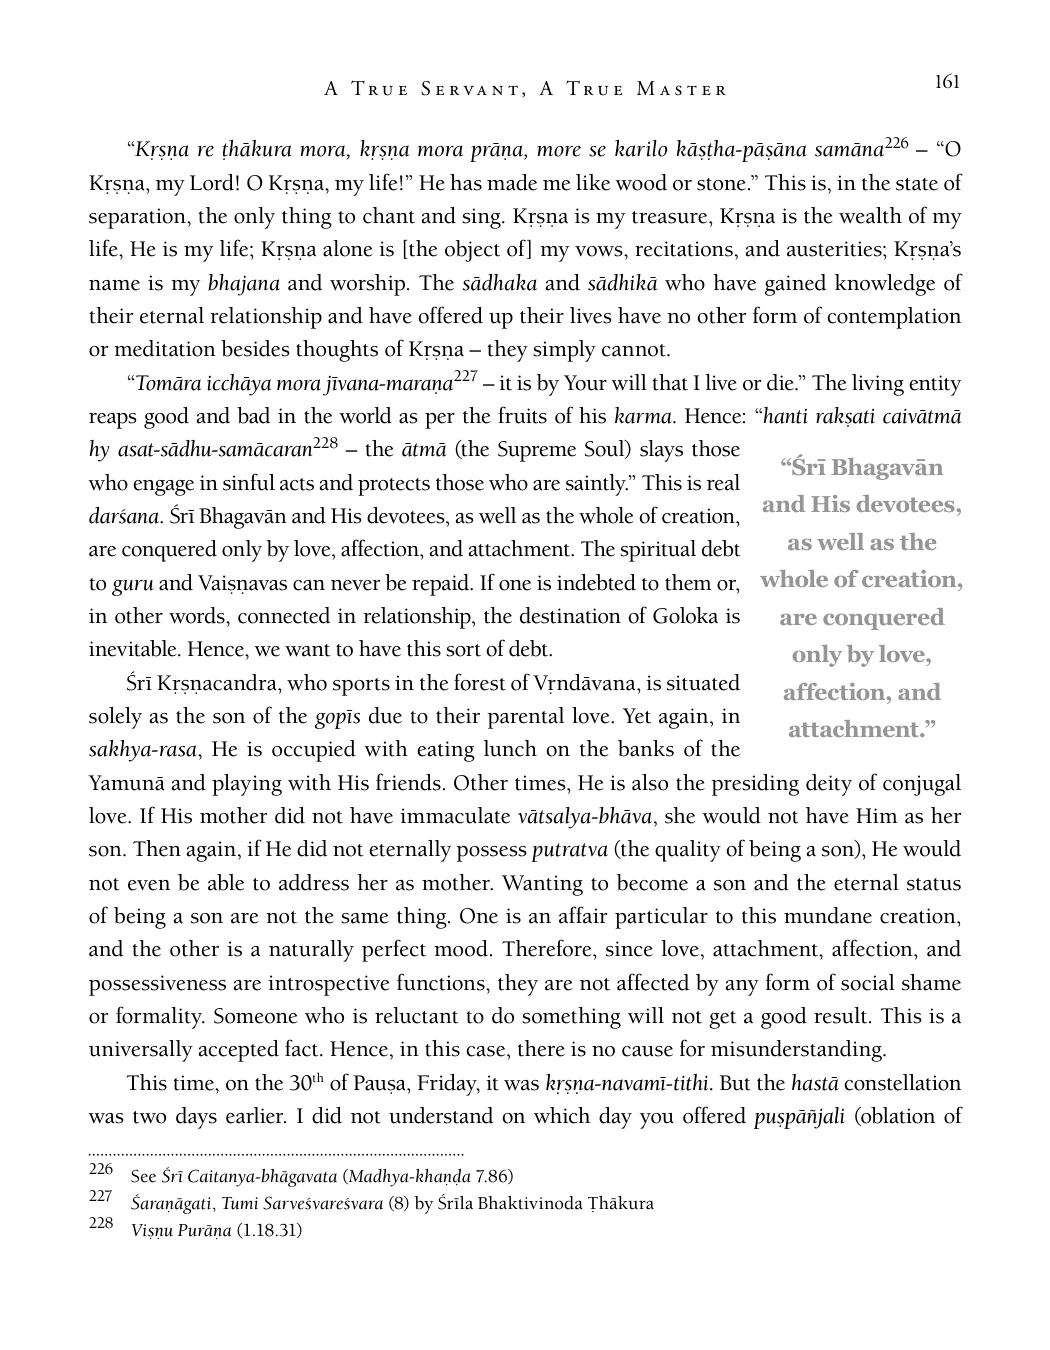 A True Servant, A True Master
161
“Kṛṣṇa re ṭhākura mora, kṛṣṇa mora prāṇa, more se karilo kāṣṭha-pāṣāna samāna226 – “O
Kṛṣṇa, my Lord! O Kṛṣṇa, my life!” He has made me like wood or stone.” This is, in the state of
separation, the only thing to chant and sing. Kṛṣṇa is my treasure, Kṛṣṇa is the wealth of my
life, He is my life; Kṛṣṇa alone is [the object of] my vows, recitations, and austerities; Kṛṣṇa’s
name is my bhajana and worship. The sādhaka and sādhikā who have gained knowledge of
their eternal relationship and have offered up their lives have no other form of contemplation
or meditation besides thoughts of Kṛṣṇa – they simply cannot.
“Tomāra icchāya mora jīvana-maraṇa227 – it is by Your will that I live or die.” The living entity
reaps good and bad in the world as per the fruits of his karma. Hence: “hanti rakṣati caivātmā
hy asat-sādhu-samācaran228 – the ātmā (the Supreme Soul) slays those
who engage in sinful acts and protects those who are saintly.” This is real
darśana. Śrī Bhagavān and His devotees, as well as the whole of creation,
are conquered only by love, affection, and attachment. The spiritual debt
to guru and Vaiṣṇavas can never be repaid. If one is indebted to them or,
in other words, connected in relationship, the destination of Goloka is
inevitable. Hence, we want to have this sort of debt.
“Śrī Bhagavān
and His devotees,
as well as the
whole of creation,
are conquered
only by love,
affection, and
attachment.”
Śrī Kṛṣṇacandra, who sports in the forest of Vṛndāvana, is situated
solely as the son of the gopīs due to their parental love. Yet again, in
sakhya-rasa, He is occupied with eating lunch on the banks of the
Yamunā and playing with His friends. Other times, He is also the presiding deity of conjugal
love. If His mother did not have immaculate vātsalya-bhāva, she would not have Him as her
son. Then again, if He did not eternally possess putratva (the quality of being a son), He would
not even be able to address her as mother. Wanting to become a son and the eternal status
of being a son are not the same thing. One is an affair particular to this mundane creation,
and the other is a naturally perfect mood. Therefore, since love, attachment, affection, and
possessiveness are introspective functions, they are not affected by any form of social shame
or formality. Someone who is reluctant to do something will not get a good result. This is a
universally accepted fact. Hence, in this case, there is no cause for misunderstanding.
This time, on the 30th of Pauṣa, Friday, it was kṛṣṇa-navamī-tithi. But the hastā constellation
was two days earlier. I did not understand on which day you offered puṣpāñjali (oblation of
226 See Śrī Caitanya-bhāgavata (Madhya-khaṇḍa 7.86)
227 Śaraṇāgati, Tumi Sarveśvareśvara (8) by Śrīla Bhaktivinoda Ṭhākura
228 Viṣṇu Purāṇa (1.18.31)